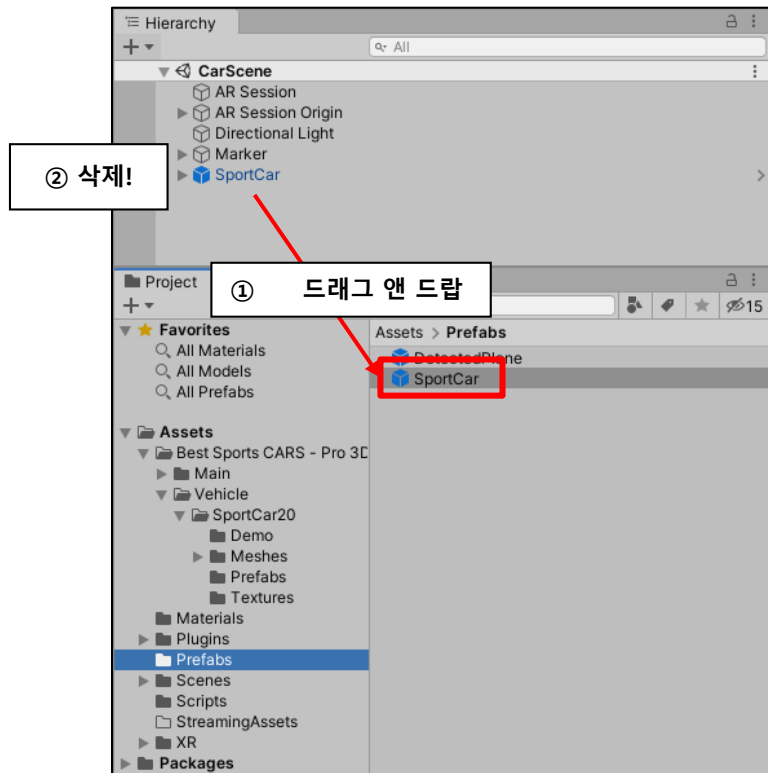 Hierarchy
All
CarScene
AR Session
AR Session Origin
Directional Light
Marker
② 삭제!
SportCar
Project
① 드래그 앤 드랍
15
Favorites
All Materials
All Models
All Prefabs
Assets > Prefabs
DetectedPlane
SportCar
Assets
Best Sports CARS - Pro 3D
Main
Vehicle
SportCar20
Demo
Meshes
Prefabs
Textures
Materials
Plugins
Prefabs
Scenes
Scripts
StreamingAssets
XR
Packages